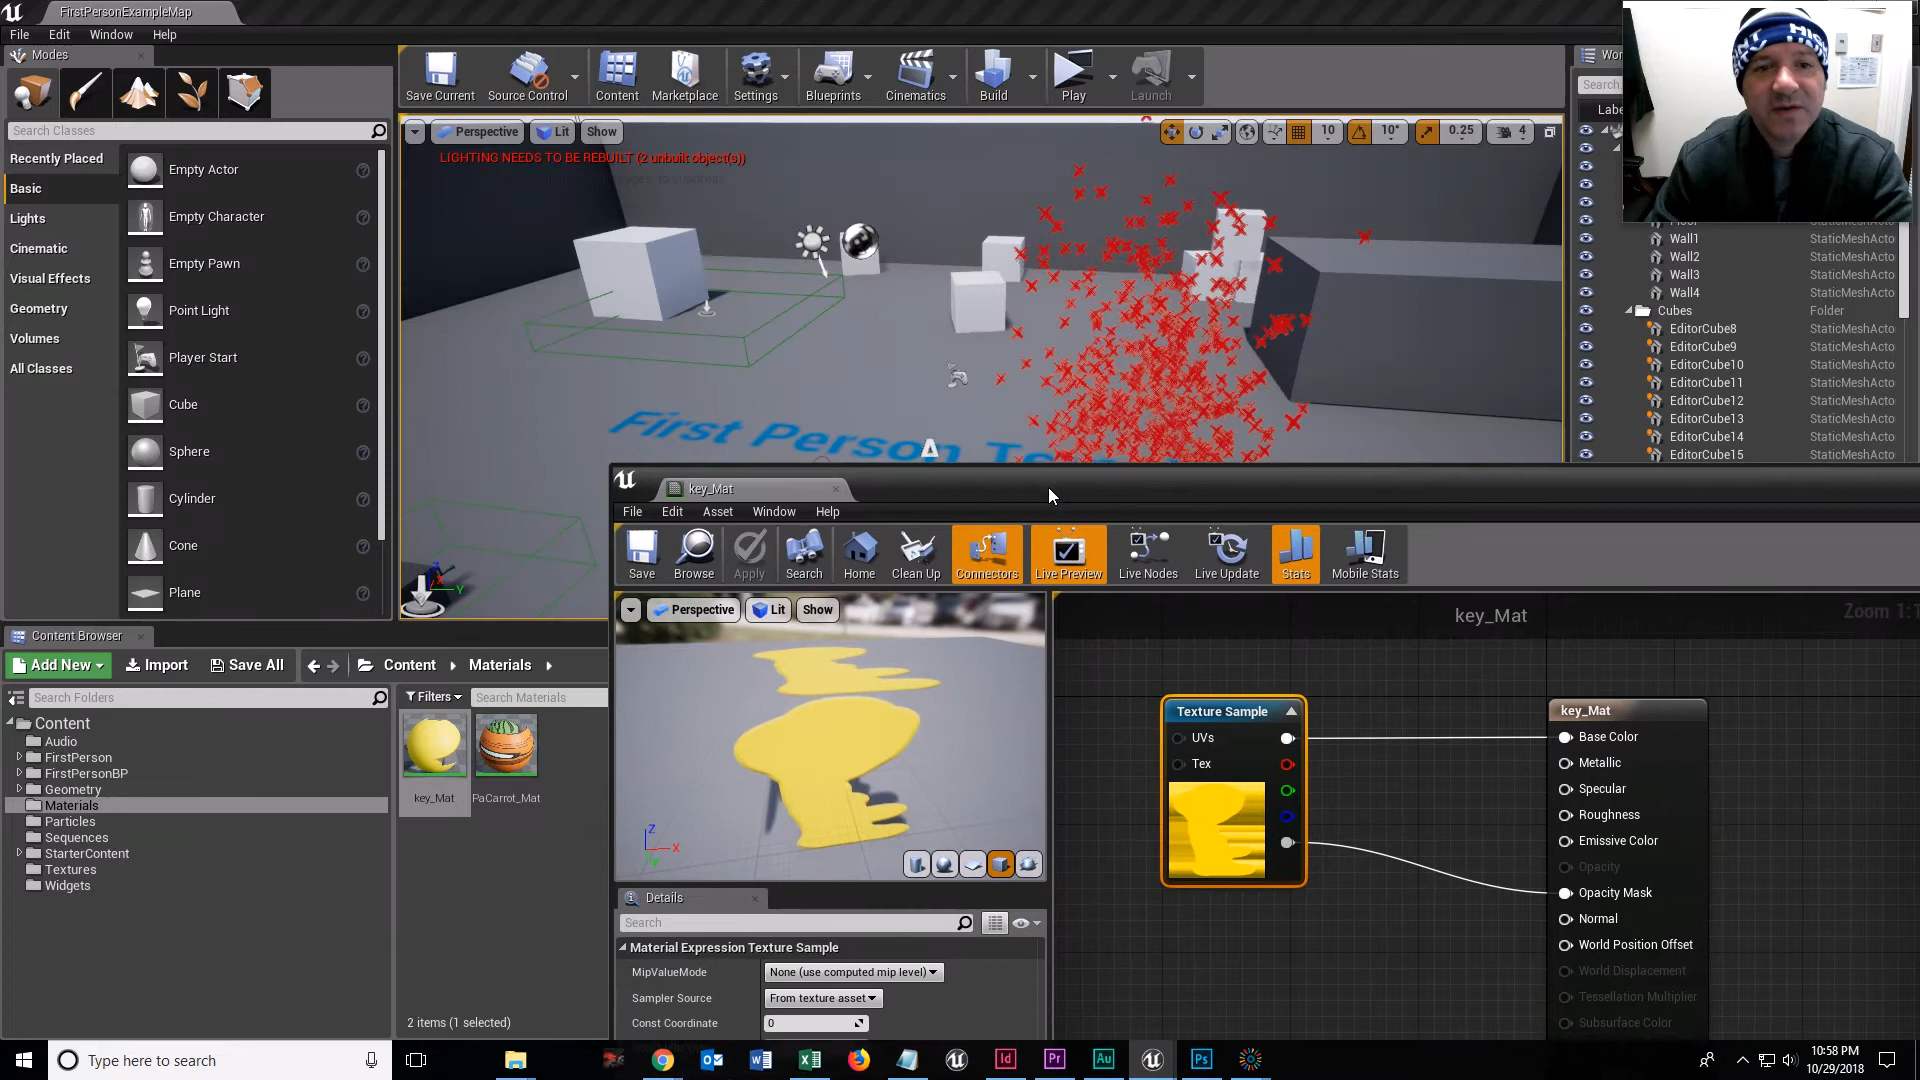 FirstPersonExampleMap
File Edit Window Help
Modes
Save Current Source Control Content Marketplace Settings Blueprints Cinematics Build Play Launch
Search Classes
Recently Placed
Basic
Lights
Cinematic
Visual Effects
Geometry
Volumes
All Classes
Empty Actor
Empty Character
Empty Pawn
Point Light
Player Start
Cube
Sphere
Cylinder
Cone
Plane
Perspective Lit Show
10 10° 0.25 4
LIGHTING NEEDS TO BE REBUILT (2 unbuilt object(s))
First Person
Search
Wall1 StaticMeshActo
Wall2 StaticMeshActo
Wall3 StaticMeshActo
Wall4 StaticMeshActo
Cubes Folder
EditorCube8 StaticMeshActo
EditorCube9 StaticMeshActo
EditorCube10 StaticMeshActo
EditorCube11 StaticMeshActo
EditorCube12 StaticMeshActo
EditorCube13 StaticMeshActo
EditorCube14 StaticMeshActo
EditorCube15 StaticMeshActo
key_Mat
File Edit Asset Window Help
Save Browse Apply Search Home Clean Up Connectors Live Preview Live Nodes Live Update Stats Mobile Stats
Perspective Lit Show
Z
X
Y
key_Mat
Zoom 1:1
Texture Sample
UVs
Tex
key_Mat
Base Color
Metallic
Specular
Roughness
Emissive Color
Opacity
Opacity Mask
Normal
World Position Offset
World Displacement
Tessellation Multiplier
Subsurface Color
Details
Search
Material Expression Texture Sample
MipValueMode None (use computed mip level)
Sampler Source From texture asset
Const Coordinate 0
Content Browser
Add New Import Save All Content Materials
Search Folders
Filters Search Materials
Content
Audio
FirstPerson
FirstPersonBP
Geometry
Materials
Particles
Sequences
StarterContent
Textures
Widgets
key_Mat PaCarrot_Mat
2 items (1 selected)
Type here to search
10:58 PM
10/29/2018